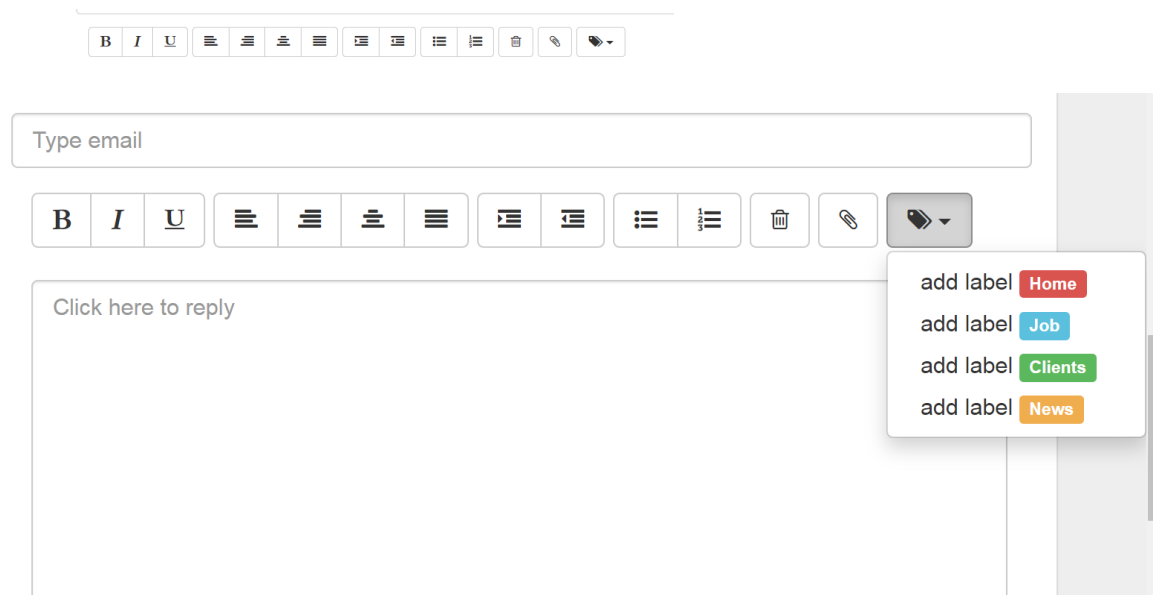 B I U
Type email
B I U
Click here to reply
add label Home
add label Job
add label Clients
add label News